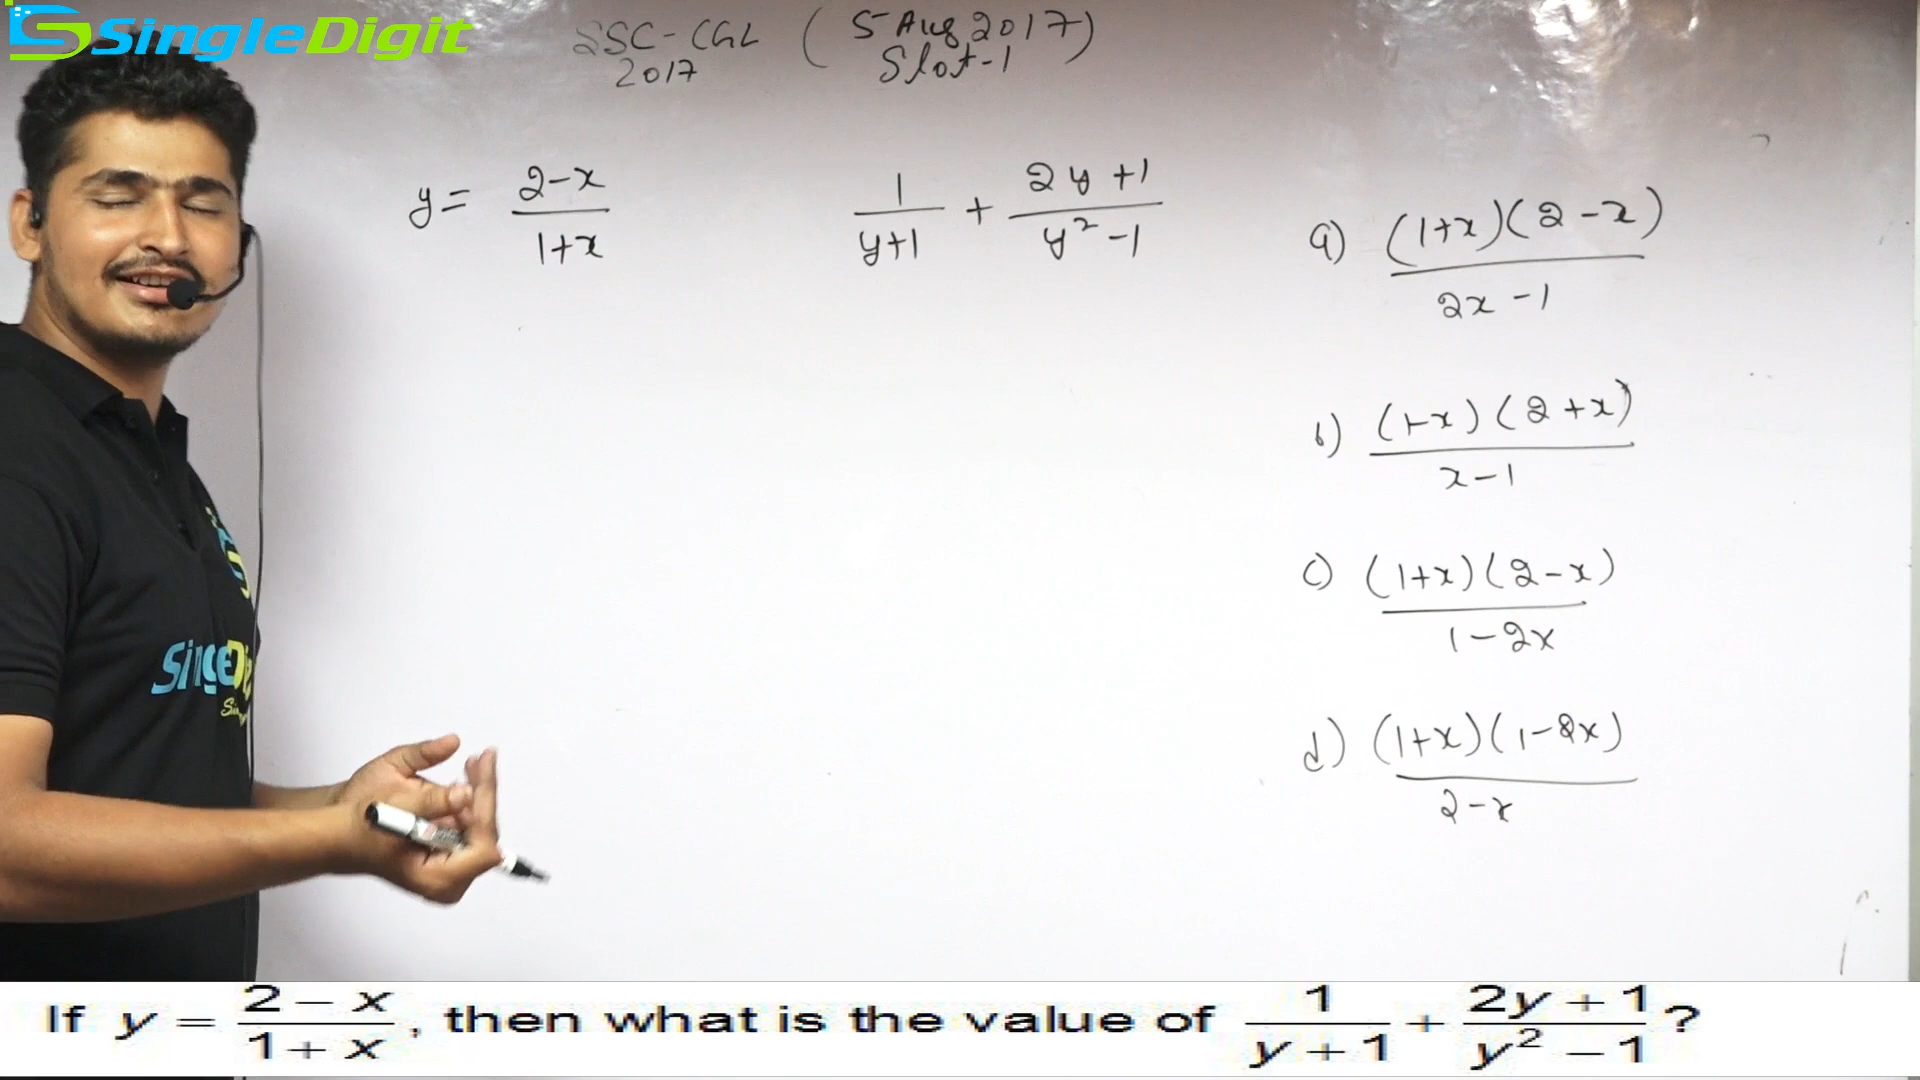 SingleDigit
SSC-CGL 2017 (5 Aug 2017) Slot-1
y = (2-x)/(1+x)
1/(y+1) + (2y+1)/(y²-1)
a) (1+x)(2-x)/(2x-1)
b) (1-x)(2+x)/(x-1)
c) (1+x)(2-x)/(1-2x)
d) (1+x)(1-2x)/(2-x)
If y = (2-x)/(1+x), then what is the value of 1/(y+1) + (2y+1)/(y²-1)?